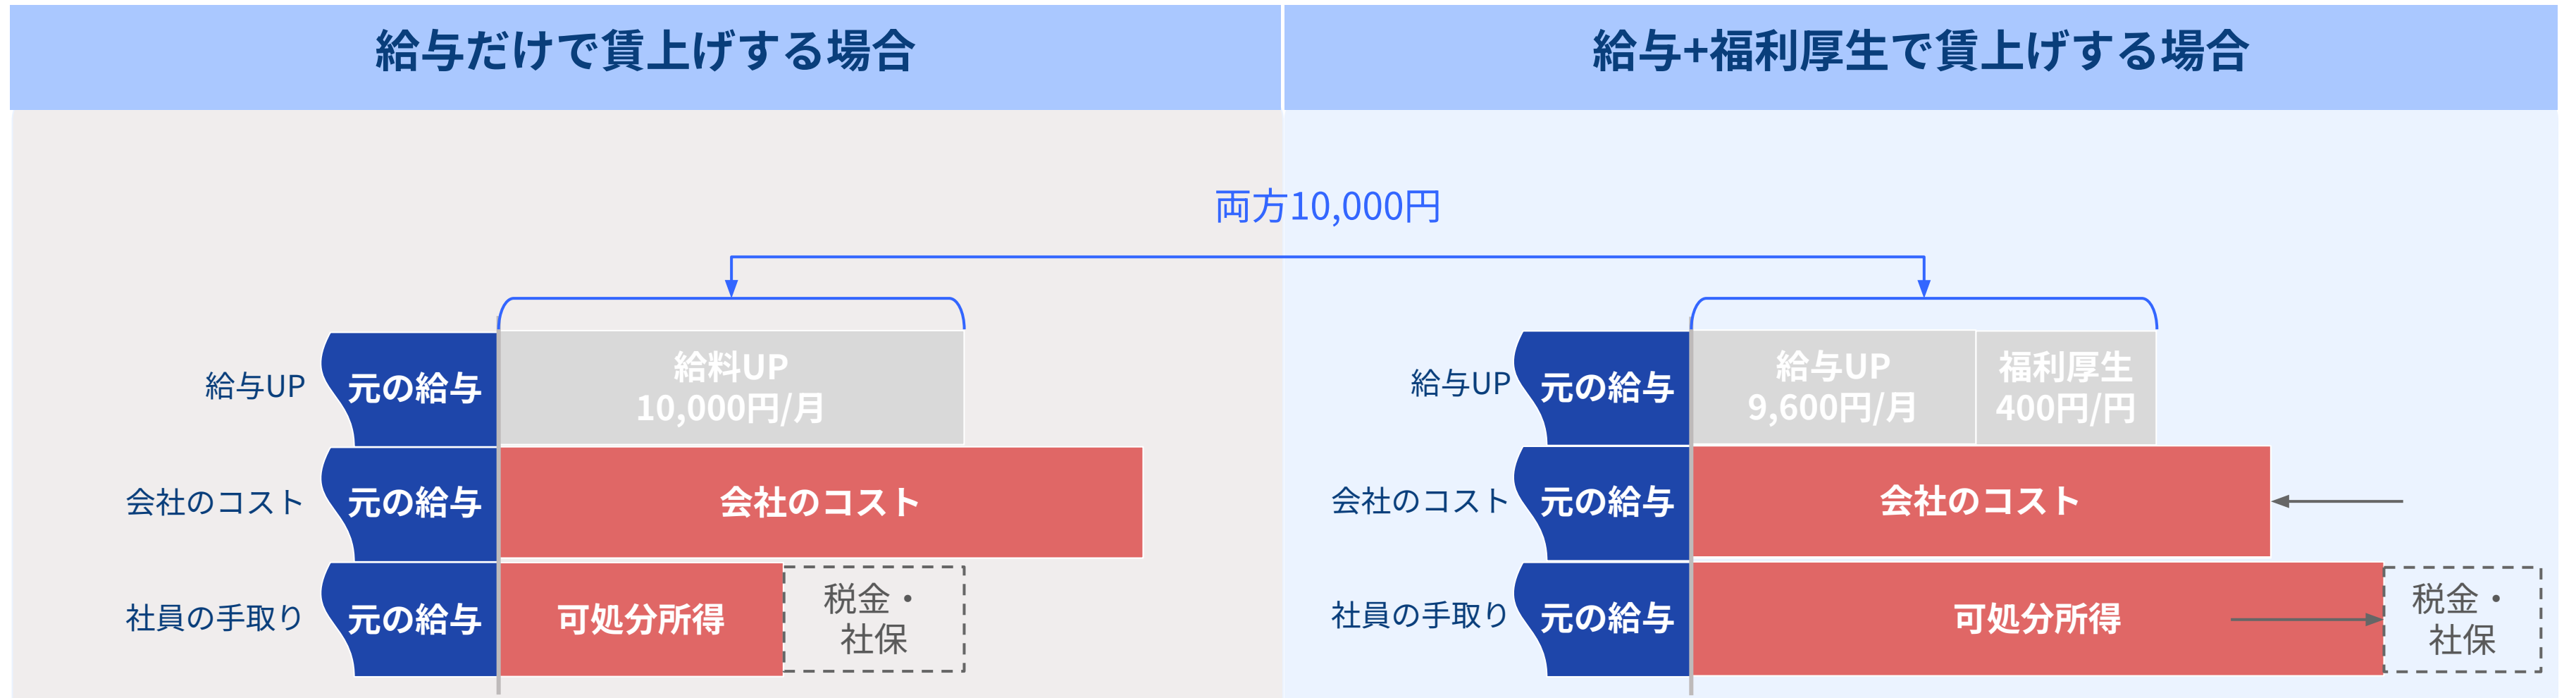 給与だけで賃上げする場合
給与+福利厚生で賃上げする場合
両方10,000円
給与UP
元の給与
給料UP
10,000円/月
会社のコスト
元の給与
会社のコスト
社員の手取り
元の給与
可処分所得
税金・
社保
給与UP
元の給与
給与UP
9,600円/月
福利厚生
400円/円
会社のコスト
元の給与
会社のコスト
社員の手取り
元の給与
可処分所得
税金・
社保